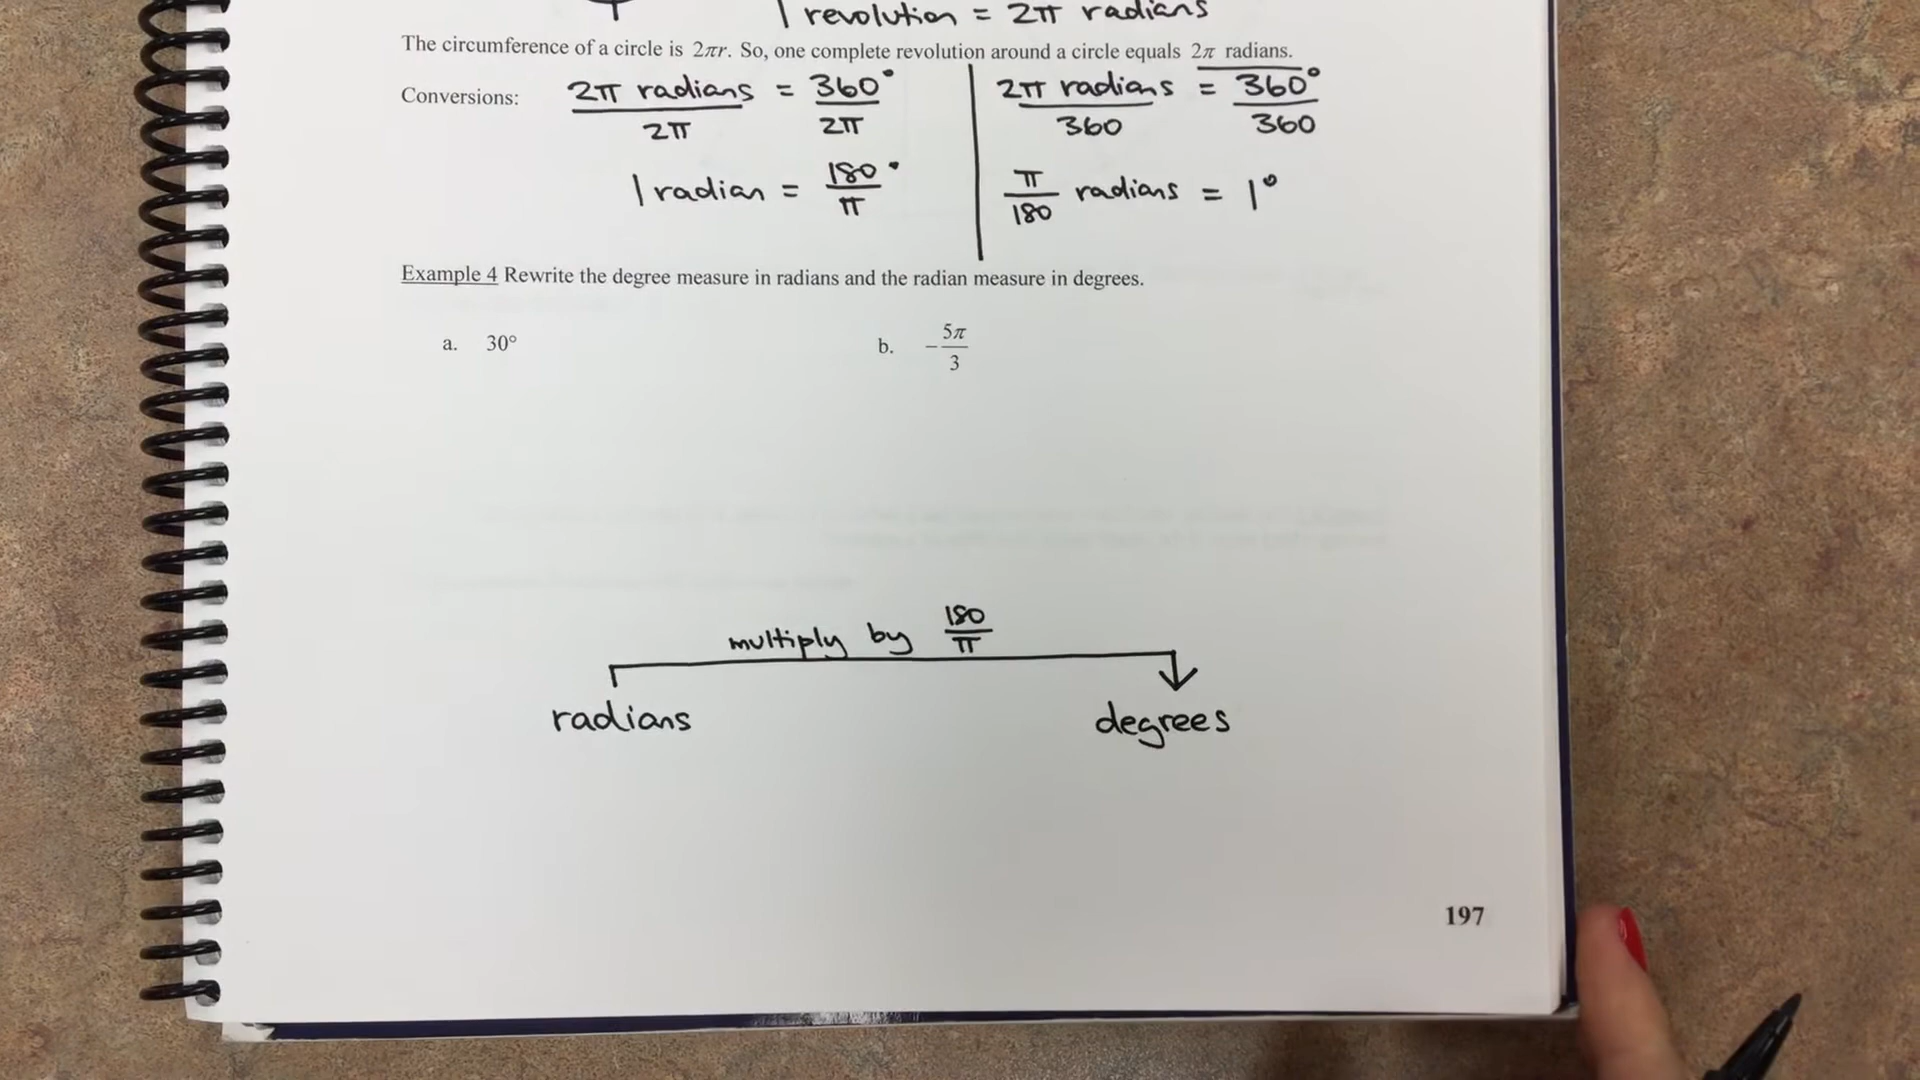 1 revolution = 2π radians
The circumference of a circle is 2πr. So, one complete revolution around a circle equals 2π radians.
Conversions: 2π radians / 2π = 360° / 2π
1 radian = 180° / π
2π radians / 360 = 360° / 360
π / 180 radians = 1°
Example 4 Rewrite the degree measure in radians and the radian measure in degrees.
a. 30°
b. -5π / 3
multiply by 180 / π
radians degrees
197